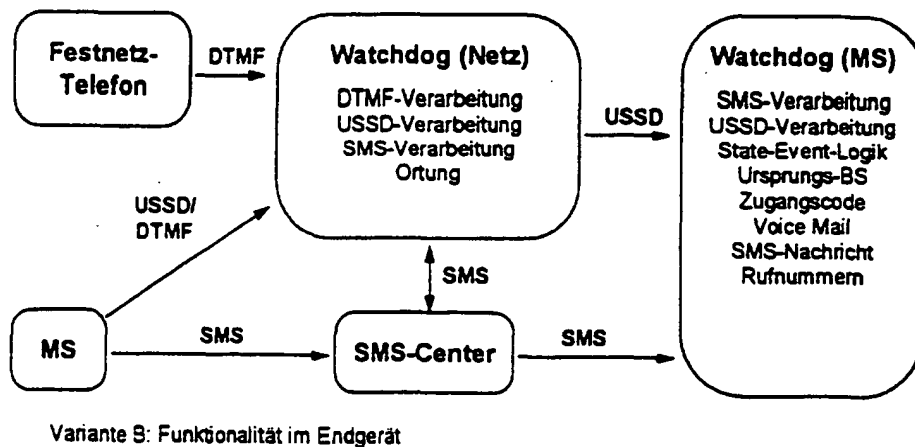 Festnetz-
Telefon
DTMF
Watchdog (Netz)
DTMF-Verarbeitung
USSD-Verarbeitung
SMS-Verarbeitung
Ortung
USSD
Watchdog (MS)
SMS-Verarbeitung
USSD-Verarbeitung
State-Event-Logik
Ursprungs-BS
Zugangscode
Voice Mail
SMS-Nachricht
Rufnummern
USSD/
DTMF
SMS
MS
SMS
SMS-Center
SMS
Variante B: Funktionalität im Endgerät